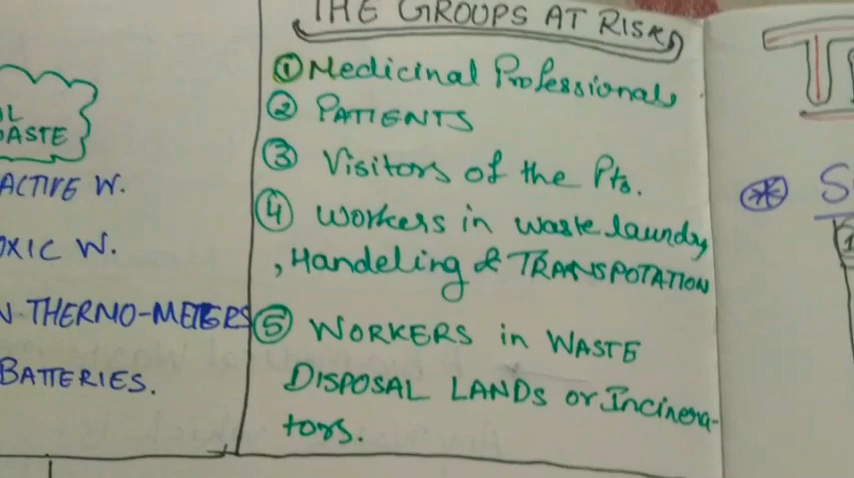 THE GROUPS AT RISK
① Medicinal Professionals
② PATIENTS
③ Visitors of the Pts.
④ Workers in waste laundry
, Handeling & TRANSPOTATION
⑤ WORKERS in WASTE
DISPOSAL LANDS or Incinera-
tors.
ASTE
ACTIVE W.
OXIC W.
THERMO-METERS
BATTERIES.